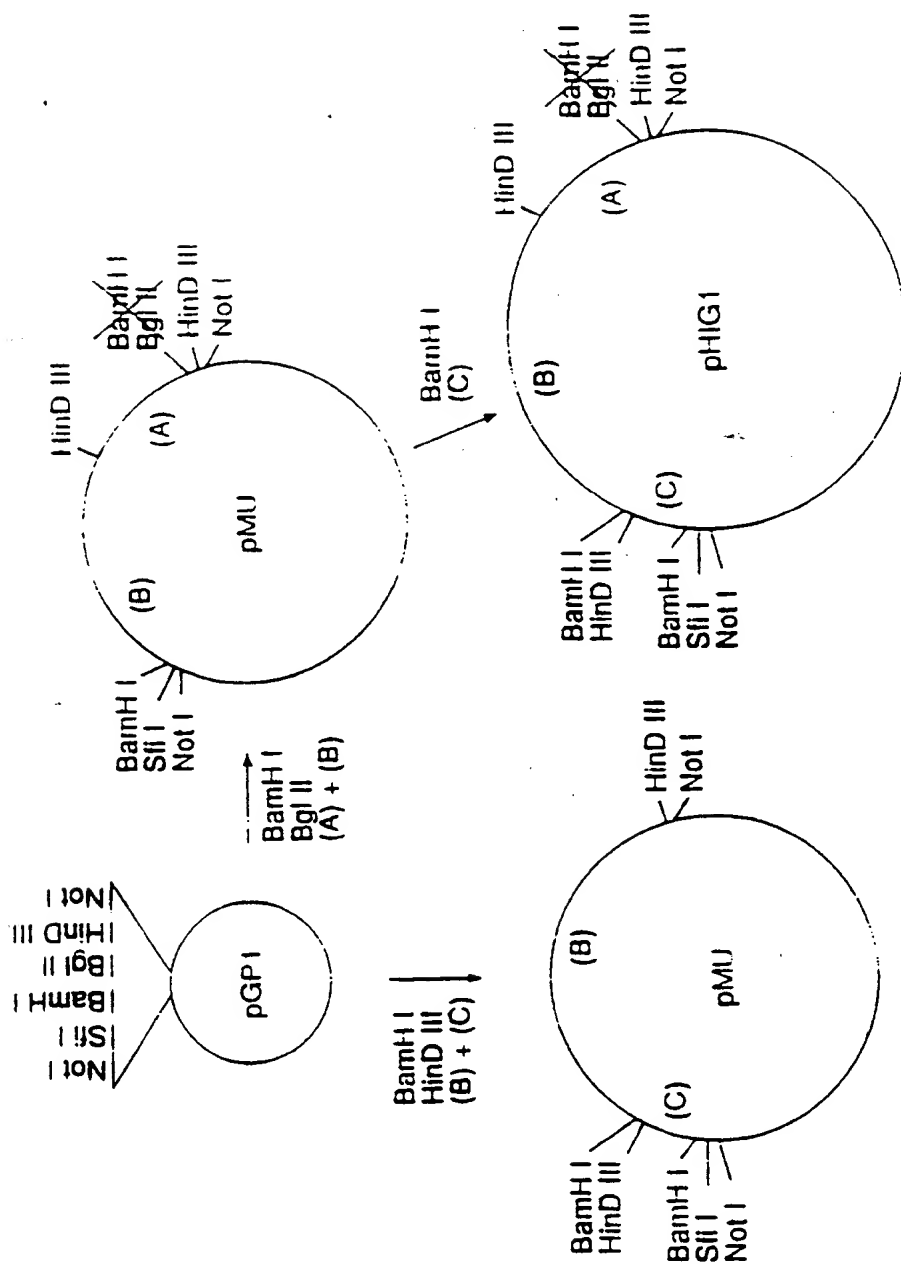 Not I
Sfi I
BamH I
Bgl II
HinD III
Not I
pGP1
BamH I
Bgl II
(A) + (B)
BamH I
Sfi I
Not I
(B)
pMU
(A)
HinD III
BamH I
Bgl II
HinD III
Not I
BamH I
HinD III
(B) + (C)
BamH I
(C)
BamH I
HinD III
BamH I
Sfi I
Not I
(C)
(B)
pMU
HinD III
Not I
BamH I
HinD III
BamH I
Sfi I
Not I
(C)
(B)
pHIG1
(A)
HinD III
BamH I
Bgl II
HinD III
Not I